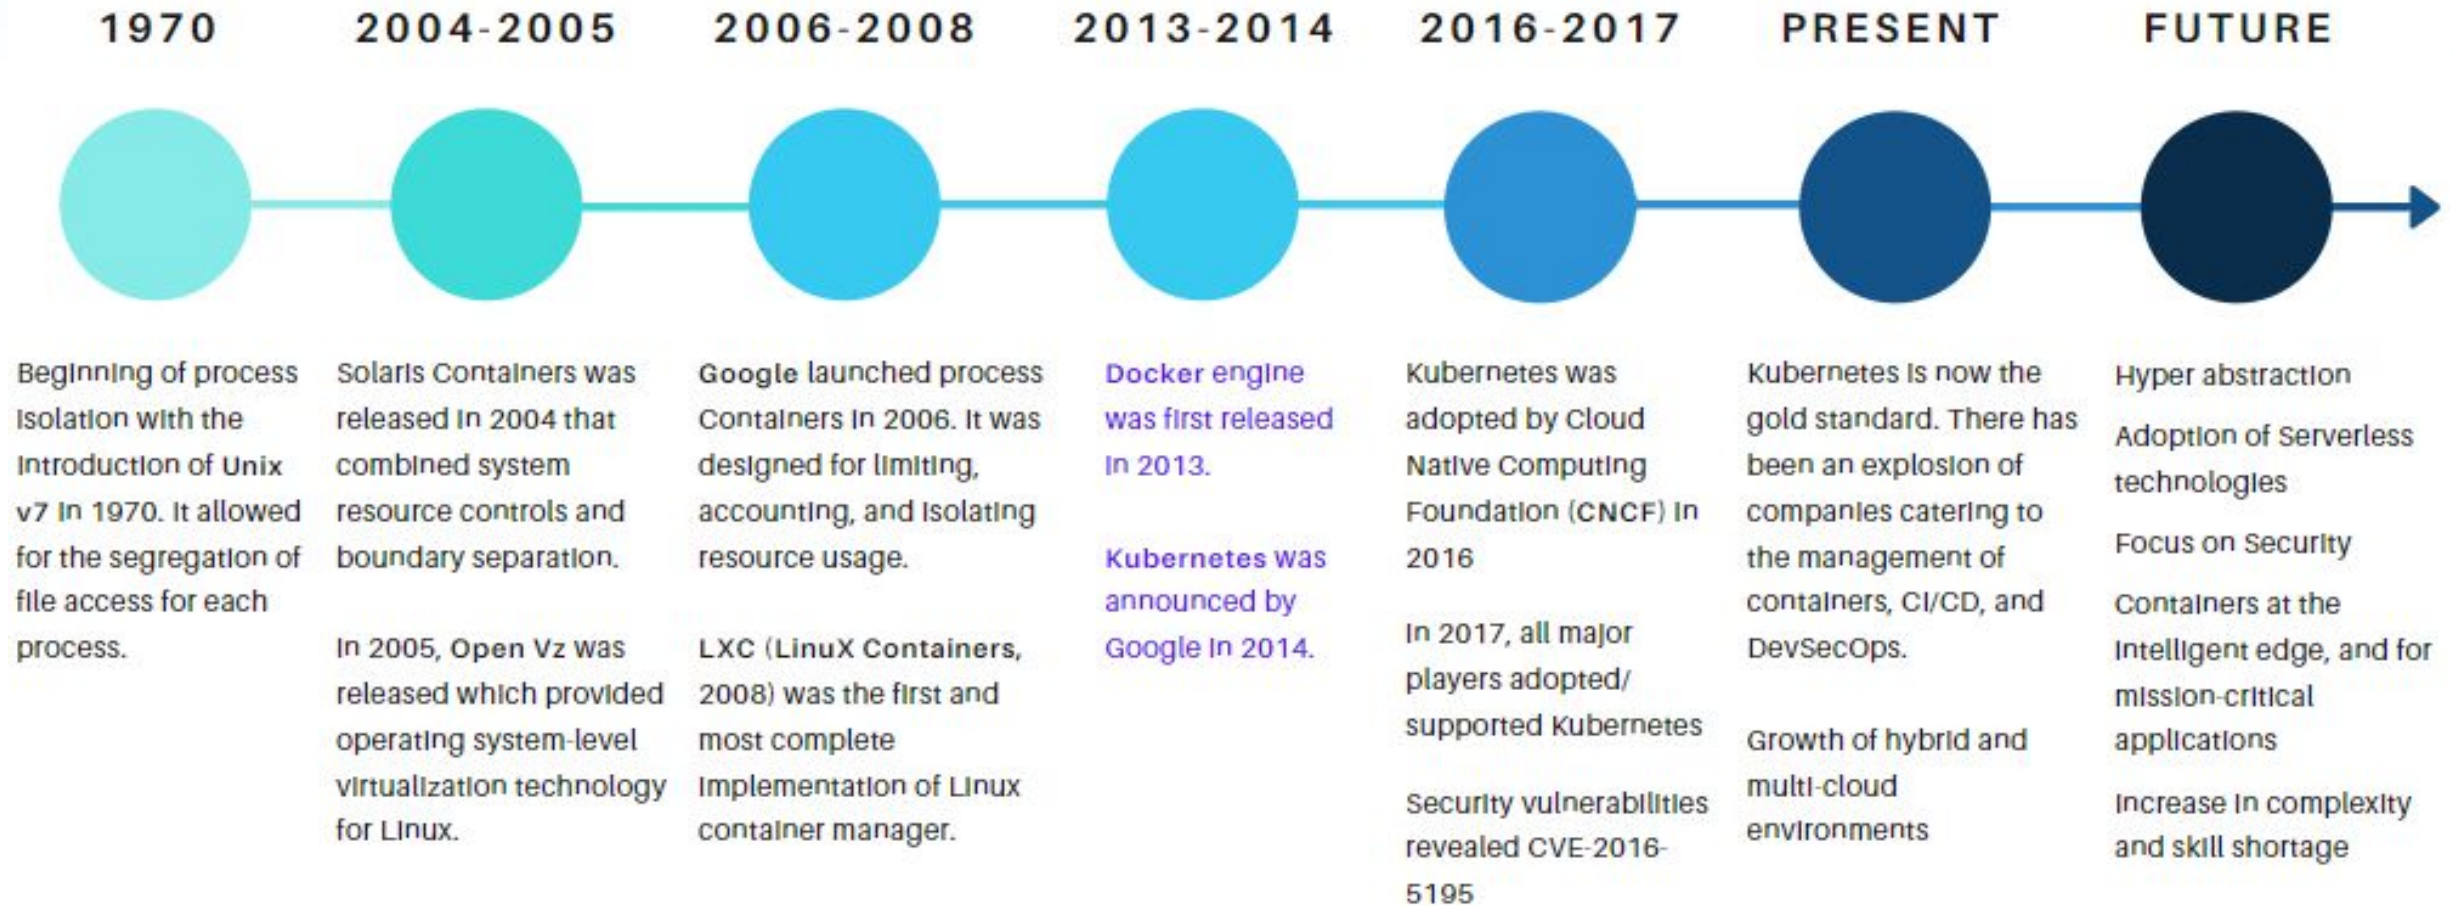 1970
2004-2005
2006-2008
2013-2014
2016-2017
PRESENT
FUTURE
Beginning of process
isolation with the
introduction of Unix
v7 in 1970. It allowed
for the segregation of
file access for each
process.
Solaris Containers was
released in 2004 that
combined system
resource controls and
boundary separation.
In 2005, Open Vz was
released which provided
operating system-level
virtualization technology
for Linux.
Google launched process
Containers in 2006. It was
designed for limiting,
accounting, and isolating
resource usage.
LXC (LinuX Containers,
2008) was the first and
most complete
implementation of Linux
container manager.
Docker engine
was first released
in 2013.
Kubernetes was
announced by
Google in 2014.
Kubernetes was
adopted by Cloud
Native Computing
Foundation (CNCF) in
2016
In 2017, all major
players adopted/
supported Kubernetes
Security vulnerabilities
revealed CVE-2016-
5195
Kubernetes is now the
gold standard. There has
been an explosion of
companies catering to
the management of
containers, CI/CD, and
DevSecOps.
Growth of hybrid and
multi-cloud
environments
Hyper abstraction
Adoption of Serverless
technologies
Focus on Security
Containers at the
intelligent edge, and for
mission-critical
applications
Increase in complexity
and skill shortage